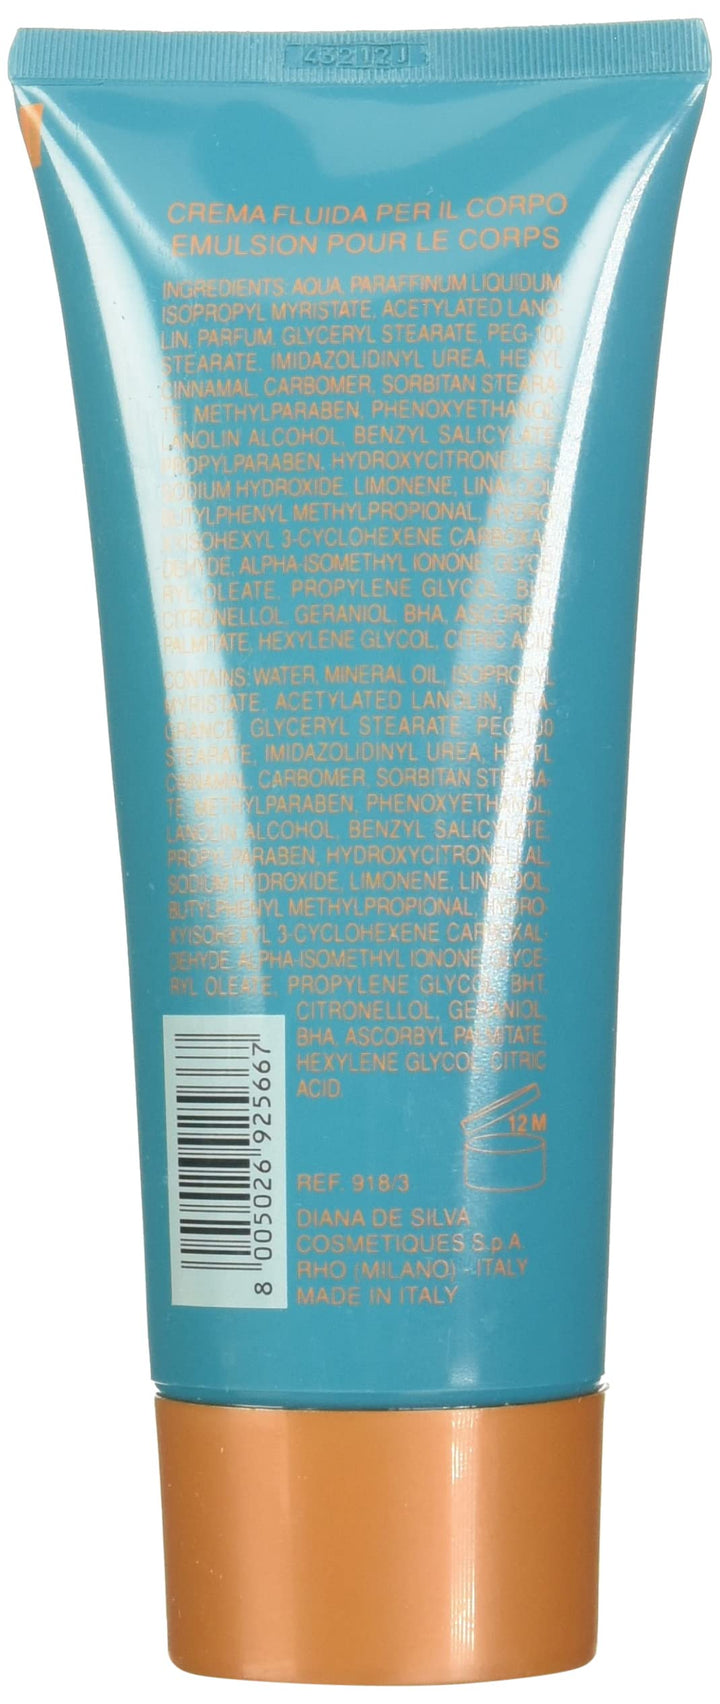 43212J
CREMA FLUIDA PER IL CORPO
EMULSION POUR LE CORPS
INGREDIENTS: AQUA, PARAFFINUM LIQUIDUM,
ISOPROPYL MYRISTATE, ACETYLATED LANO-
LIN, PARFUM, GLYCERYL STEARATE, PEG-100
STEARATE, IMIDAZOLIDINYL UREA, HEXYL
CINNAMAL, CARBOMER, SORBITAN STEARA-
TE, METHYLPARABEN, PHENOXYETHANOL,
LANOLIN ALCOHOL, BENZYL SALICYLATE,
PROPYLPARABEN, HYDROXYCITRONELLAL,
SODIUM HYDROXIDE, LIMONENE, LINALOOL,
BUTYLPHENYL METHYLPROPIONAL, HYDRO-
XYISOHEXYL 3-CYCLOHEXENE CARBOXAL-
DEHYDE, ALPHA-ISOMETHYL IONONE, GLYCE-
RYL OLEATE, PROPYLENE GLYCOL, BHT,
CITRONELLOL, GERANIOL, BHA, ASCORBYL
PALMITATE, HEXYLENE GLYCOL, CITRIC ACID.
CONTAINS: WATER, MINERAL OIL, ISOPROPYL
MYRISTATE, ACETYLATED LANOLIN, FRA-
GRANCE, GLYCERYL STEARATE, PEG-100
STEARATE, IMIDAZOLIDINYL UREA, HEXYL
CINNAMAL, CARBOMER, SORBITAN STEARA-
TE, METHYLPARABEN, PHENOXYETHANOL,
LANOLIN ALCOHOL, BENZYL SALICYLATE,
PROPYLPARABEN, HYDROXYCITRONELLAL,
SODIUM HYDROXIDE, LIMONENE, LINALOOL,
BUTYLPHENYL METHYLPROPIONAL, HYDRO-
XYISOHEXYL 3-CYCLOHEXENE CARBOXAL-
DEHYDE, ALPHA-ISOMETHYL IONONE, GLYCE-
RYL OLEATE, PROPYLENE GLYCOL, BHT,
CITRONELLOL, GERANIOL,
BHA, ASCORBYL PALMITATE,
HEXYLENE GLYCOL, CITRIC
ACID.
12 M
REF. 918/3
DIANA DE SILVA
COSMETIQUES S.p.A.
RHO (MILANO) - ITALY
MADE IN ITALY
8 005026 925667